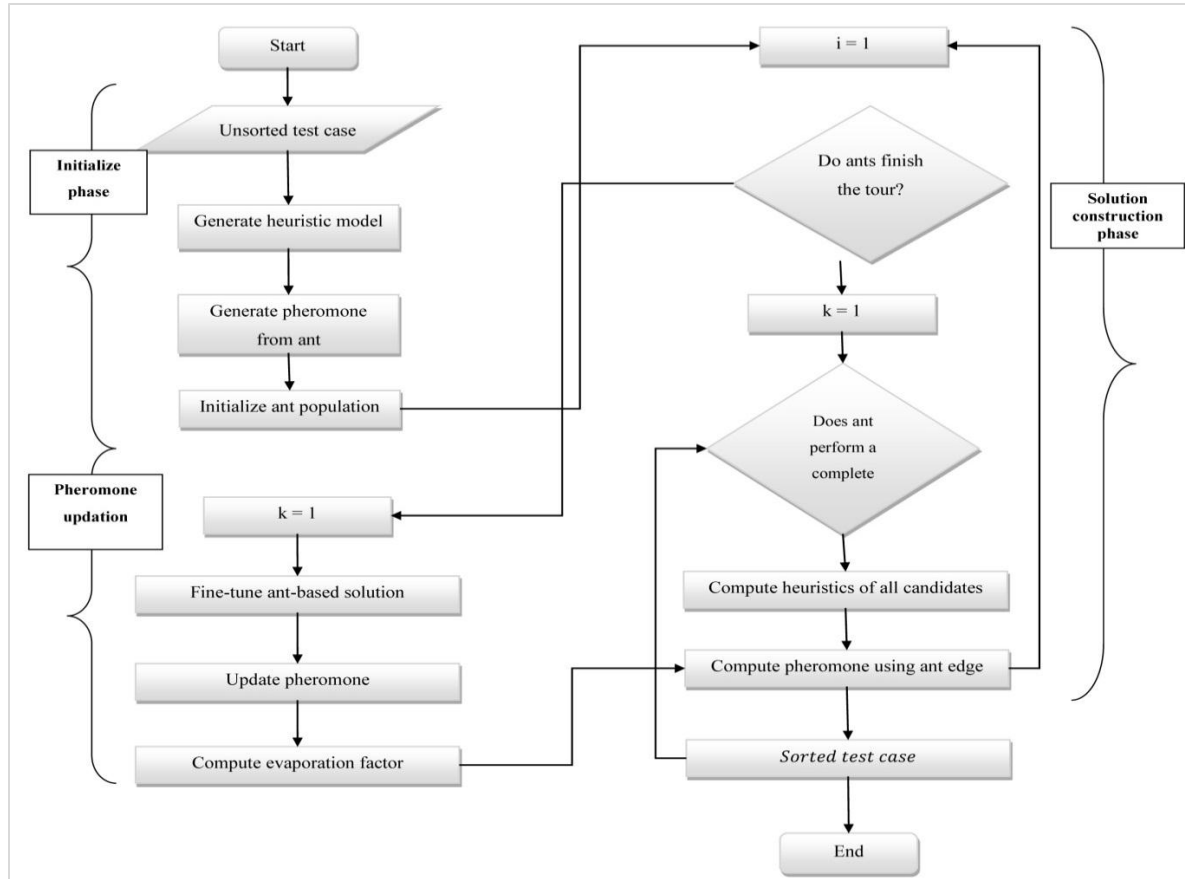 Start
Unsorted test case
Initialize
phase
Generate heuristic model
Generate pheromone
from ant
Initialize ant population
Pheromone
updation
k = 1
Fine-tune ant-based solution
Update pheromone
Compute evaporation factor
i = 1
Do ants finish
the tour?
k = 1
Does ant
perform a
complete
Compute heuristics of all candidates
Compute pheromone using ant edge
Sorted test case
End
Solution
construction
phase